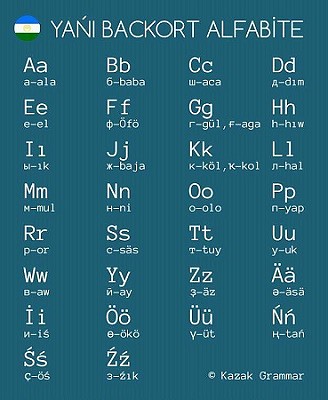 YAŃI BACKORT ALFABİTE
Aa Bb Cc Dd
а-ala б-baba ш-aca д-dım
Ee Ff Gg Hh
е-el ф-Öfö г-gül,ғ-aga һ-hıw
Iı Jj Kk Ll
ы-ık ж-baja к-köl,ҡ-kol л-hal
Mm Nn Oo Pp
м-mul н-ni о-olo п-yap
Rr Ss Tt Uu
р-or с-säs т-tuy у-uk
Ww Yy Zz Ää
в-aw й-ay ҙ-äz ә-äsä
İi Öö Üü Ńń
и-iś ө-ökö ү-üt ң-tań
Śś Źź
ҫ-öś з-źık © Kazak Grammar